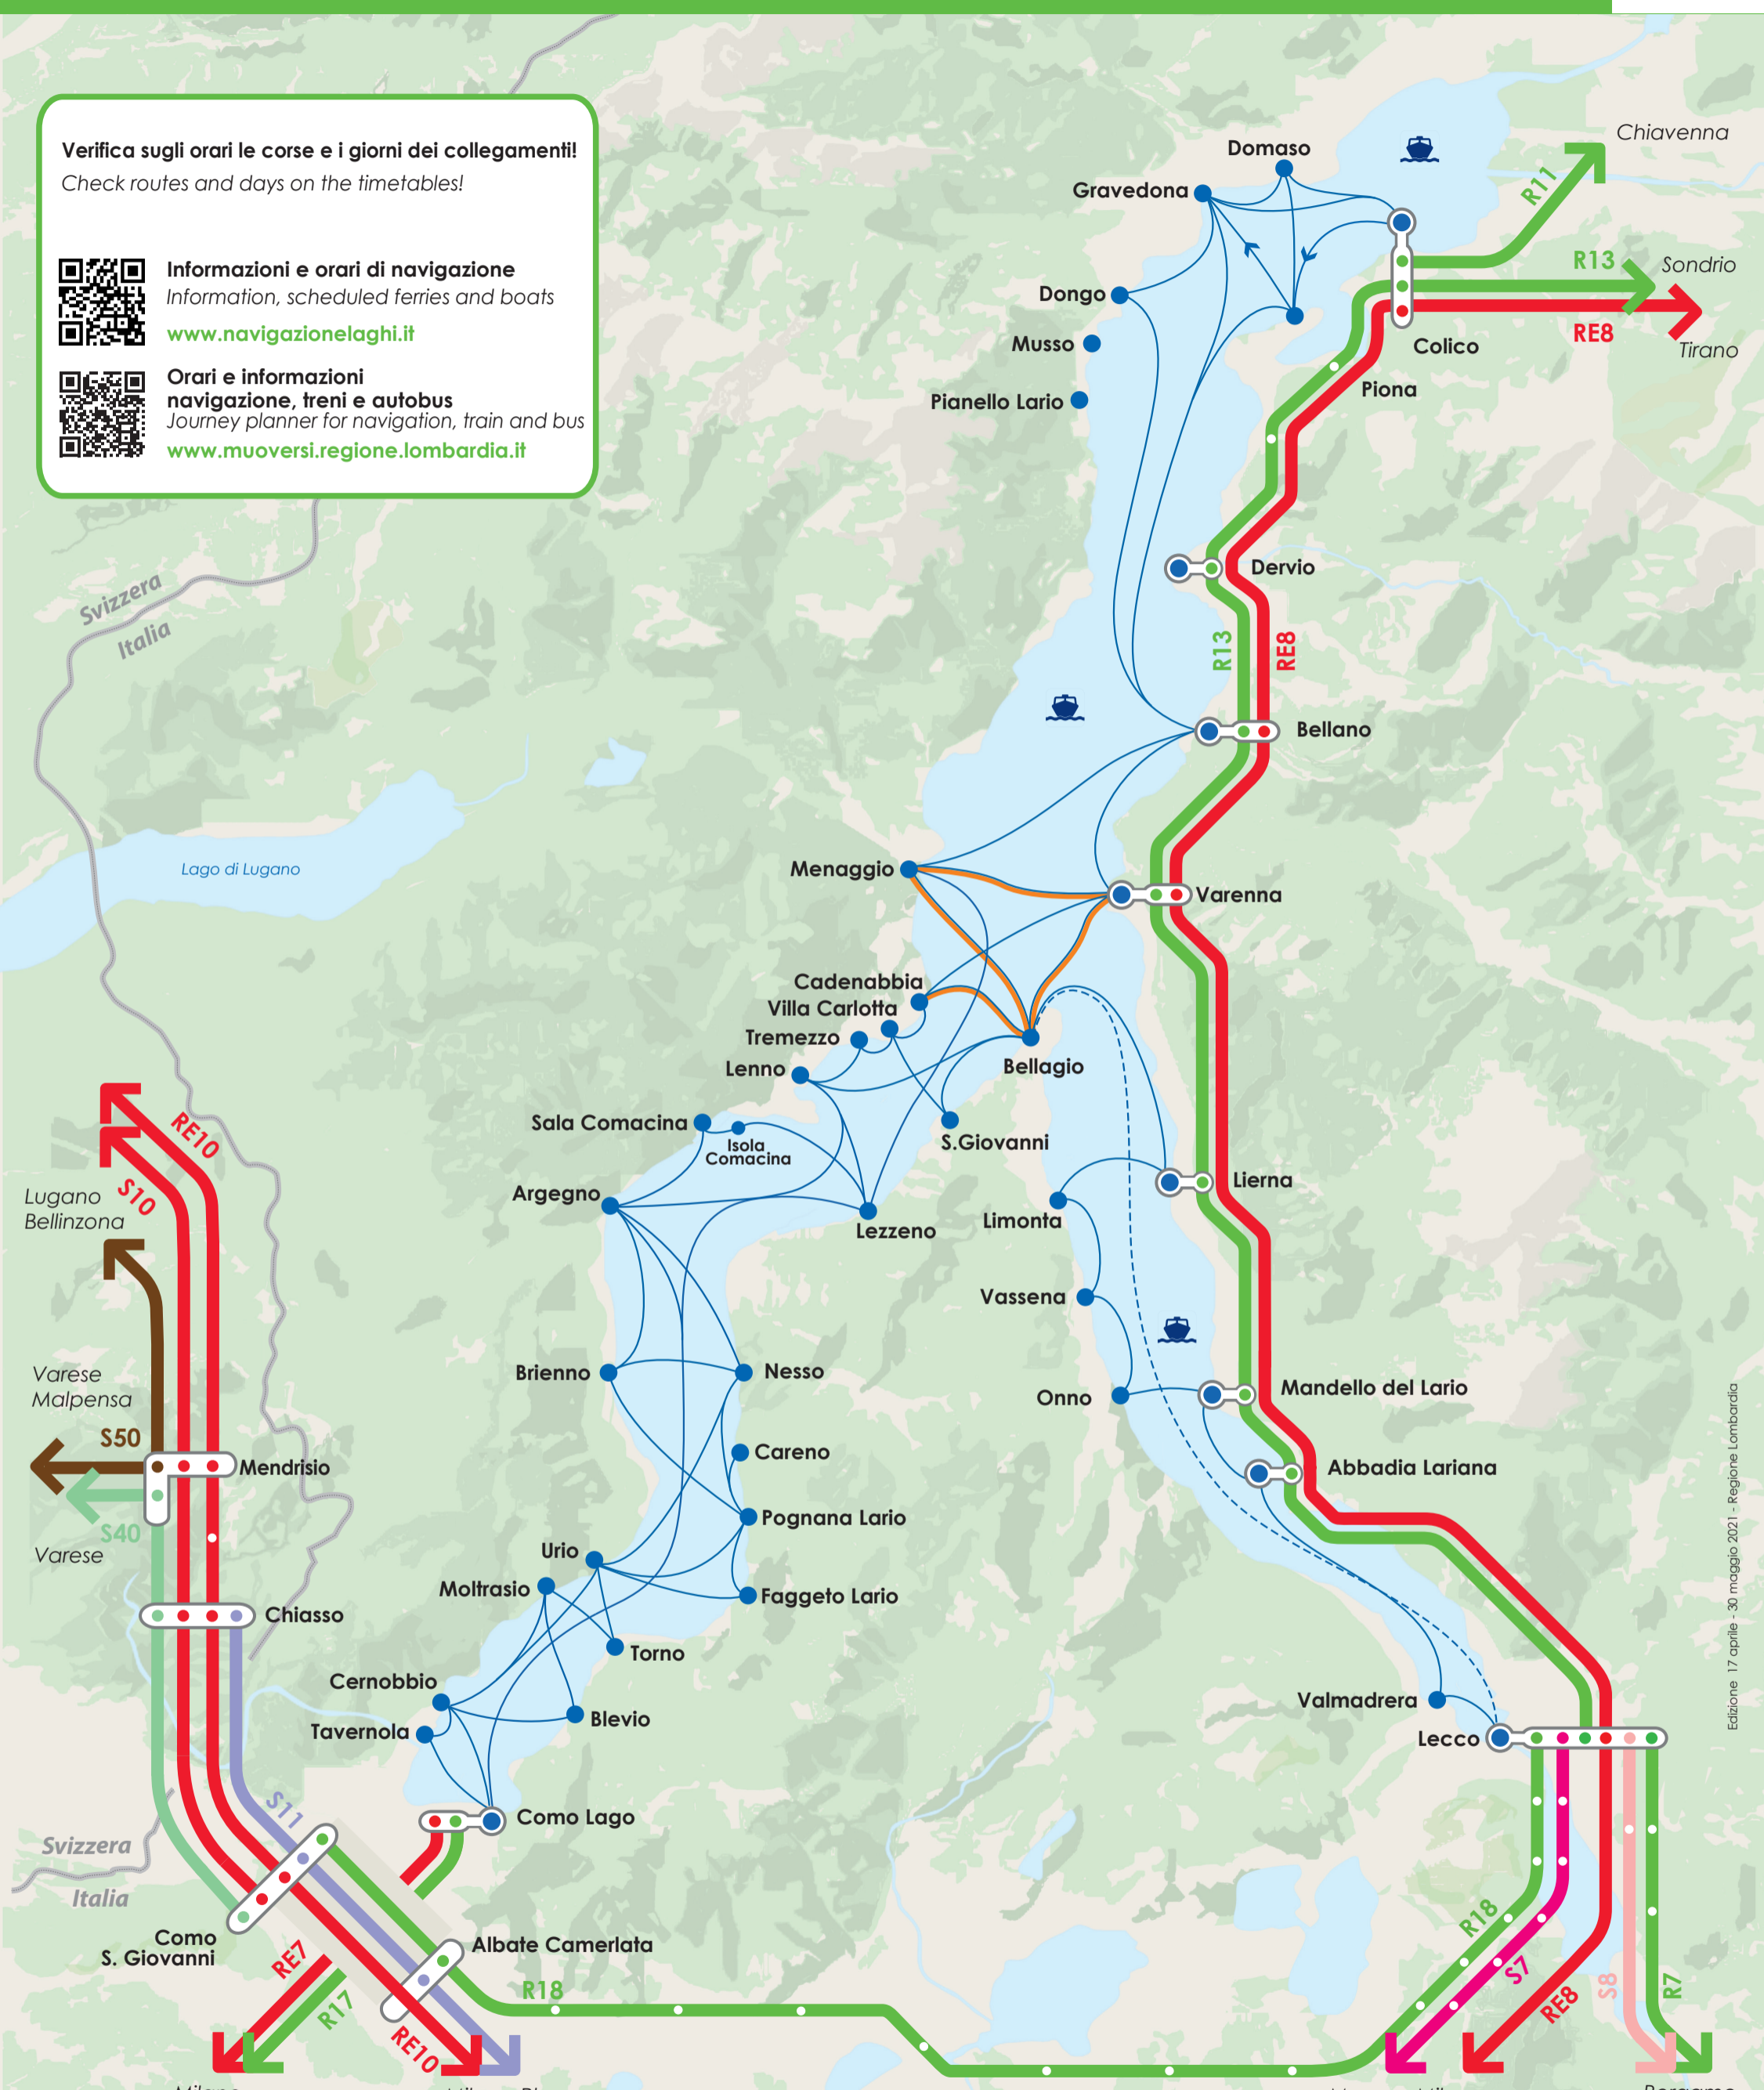 Verifica sugli orari le corse e i giorni dei collegamenti!
Check routes and days on the timetables!
Informazioni e orari di navigazione
Information, scheduled ferries and boats
www.navigazionelaghi.it
Orari e informazioni
navigazione, treni e autobus
Journey planner for navigation, train and bus
www.muoversi.regione.lombardia.it
Chiavenna
R11
Domaso
Gravedona
R13
Sondrio
Dongo
RE8
Tirano
Musso
Colico
Piona
Pianello Lario
Dervio
Svizzera
Italia
R13
RE8
Bellano
Lago di Lugano
Menaggio
Varenna
Cadenabbia
Villa Carlotta
Tremezzo
Lenno
Bellagio
Sala Comacina
Isola
Comacina
S.Giovanni
RE10
S10
Lugano
Bellinzona
Argegno
Lezzeno
Limonta
Lierna
Vassena
Varese
Malpensa
Brienno
Nesso
Onno
Mandello del Lario
S50
Mendrisio
Careno
Abbadia Lariana
S40
Varese
Pognana Lario
Urio
Moltrasio
Faggeto Lario
Chiasso
Torno
Cernobbio
Tavernola
Blevio
Valmadrera
Lecco
Edizione 17 aprile - 30 maggio 2021 - Regione Lombardia
S11
Como Lago
Svizzera
Italia
Como
S. Giovanni
Albate Camerlata
RE7
R17
RE10
R18
R18
S7
RE8
S8
R7